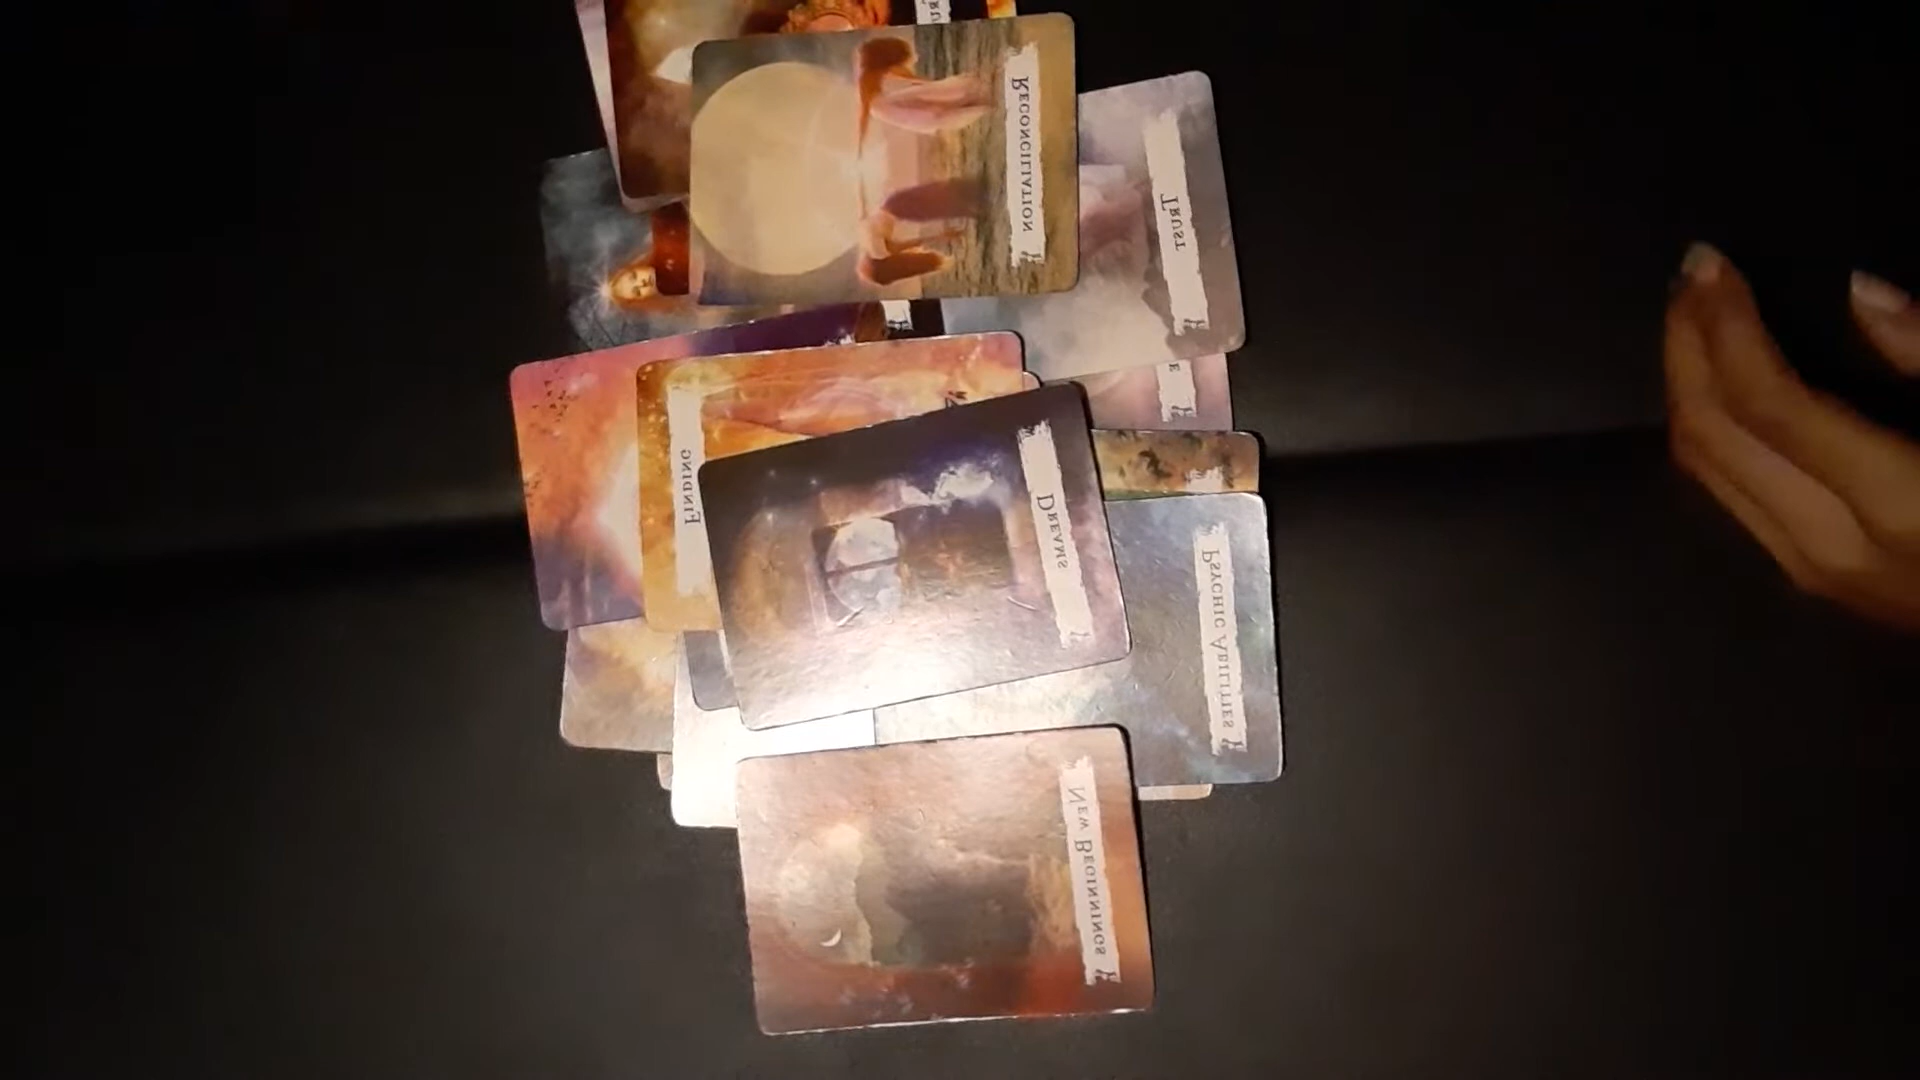 Reconciliation
Trust
Finding
Dreams
Psychic Abilities
New Beginnings